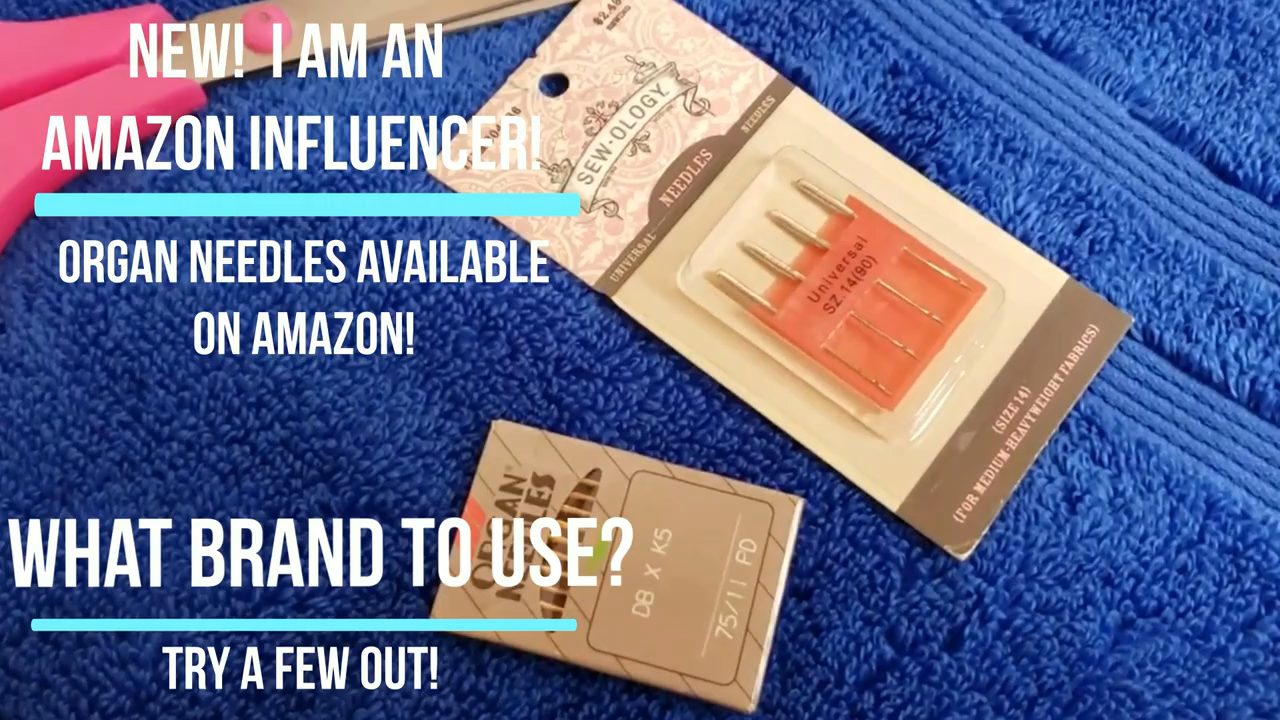 NEW! I AM AN
AMAZON INFLUENCER!
ORGAN NEEDLES AVAILABLE
ON AMAZON!
WHAT BRAND TO USE?
TRY A FEW OUT!
SEW·OLOGY
NEEDLES
UNIVERSAL
NEEDLES
Universal
SZ.14(90)
(SIZE 14)
(FOR MEDIUM-HEAVYWEIGHT FABRICS)
ORGAN®
NEEDLES
DB X K5
75/11 FD